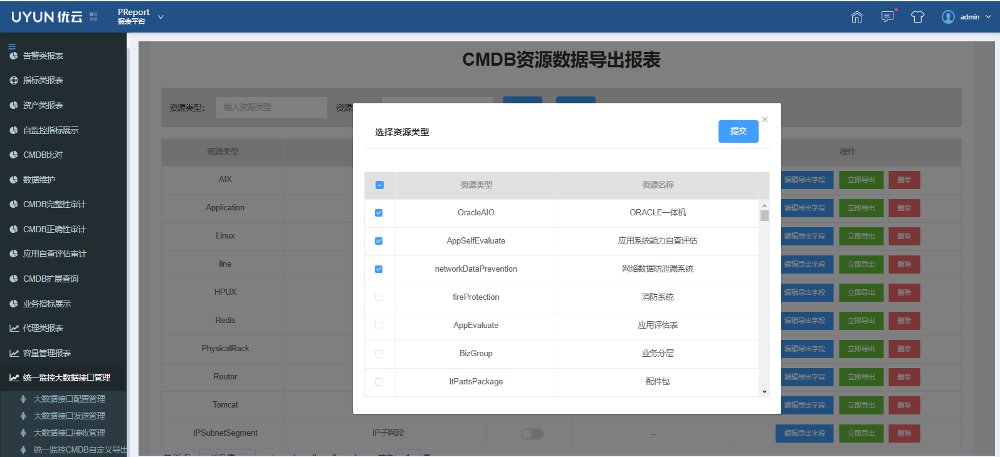 UYUN 优云
PReport
报表平台
admin
告警类报表
指标类报表
资产类报表
自监控指标展示
CMDB比对
数据维护
CMDB完整性审计
CMDB正确性审计
应用自查评估审计
CMDB扩展查询
业务指标展示
代理类报表
容量管理报表
统一监控大数据接口管理
大数据接口配置管理
大数据接口发送管理
大数据接口接收管理
统一监控CMDB自定义导出
CMDB资源数据导出报表
资源类型：
输入资源类型
资源
选择资源类型
提交
资源类型 资源名称
OracleAIO ORACLE一体机
AppSelfEvaluate 应用系统能力自查评估
networkDataPrevention 网络数据防泄漏系统
fireProtection 消防系统
AppEvaluate 应用评估表
BizGroup 业务分层
ItPartsPackage 配件包
资源类型 操作
AIX 编辑导出字段 立即导出 删除
Application 编辑导出字段 立即导出 删除
Linux 编辑导出字段 立即导出 删除
line 编辑导出字段 立即导出 删除
HPUX 编辑导出字段 立即导出 删除
Redis 编辑导出字段 立即导出 删除
PhysicalRack 编辑导出字段 立即导出 删除
Router 编辑导出字段 立即导出 删除
Tomcat 编辑导出字段 立即导出 删除
IPSubnetSegment IP子网段 -- 编辑导出字段 立即导出 删除